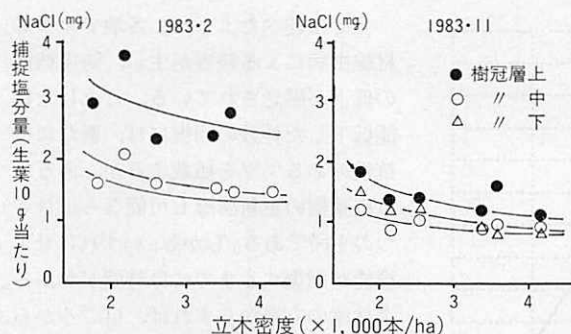 NaCl(mg) 1983・2
4
3
2
1
0
2 3 4
NaCl(mg) 1983・11
4
3
2
1
0
2 3 4
● 樹冠層上
○ 〃 中
△ 〃 下
捕捉塩分量(生葉10g当たり)
立木密度(×1,000本/ha)